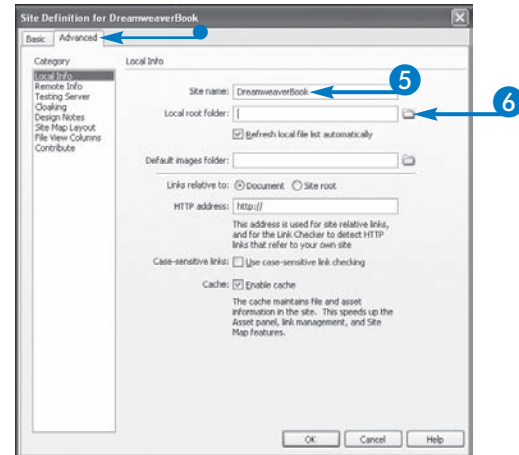 Site Definition for DreamweaverBook
Basic Advanced
Category Local Info
Local Info
Remote Info
Testing Server
Cloaking
Design Notes
Site Map Layout
File View Columns
Contribute
Site name: DreamweaverBook 5
Local root folder: 6
Refresh local file list automatically
Default images folder:
Links relative to: Document Site root
HTTP address: http://
This address is used for site relative links,
and for the Link Checker to detect HTTP
links that refer to your own site
Case-sensitive links: Use case-sensitive link checking
Cache: Enable cache
The cache maintains file and asset
information in the site. This speeds up the
Asset panel, link management, and Site
Map features.
OK Cancel Help